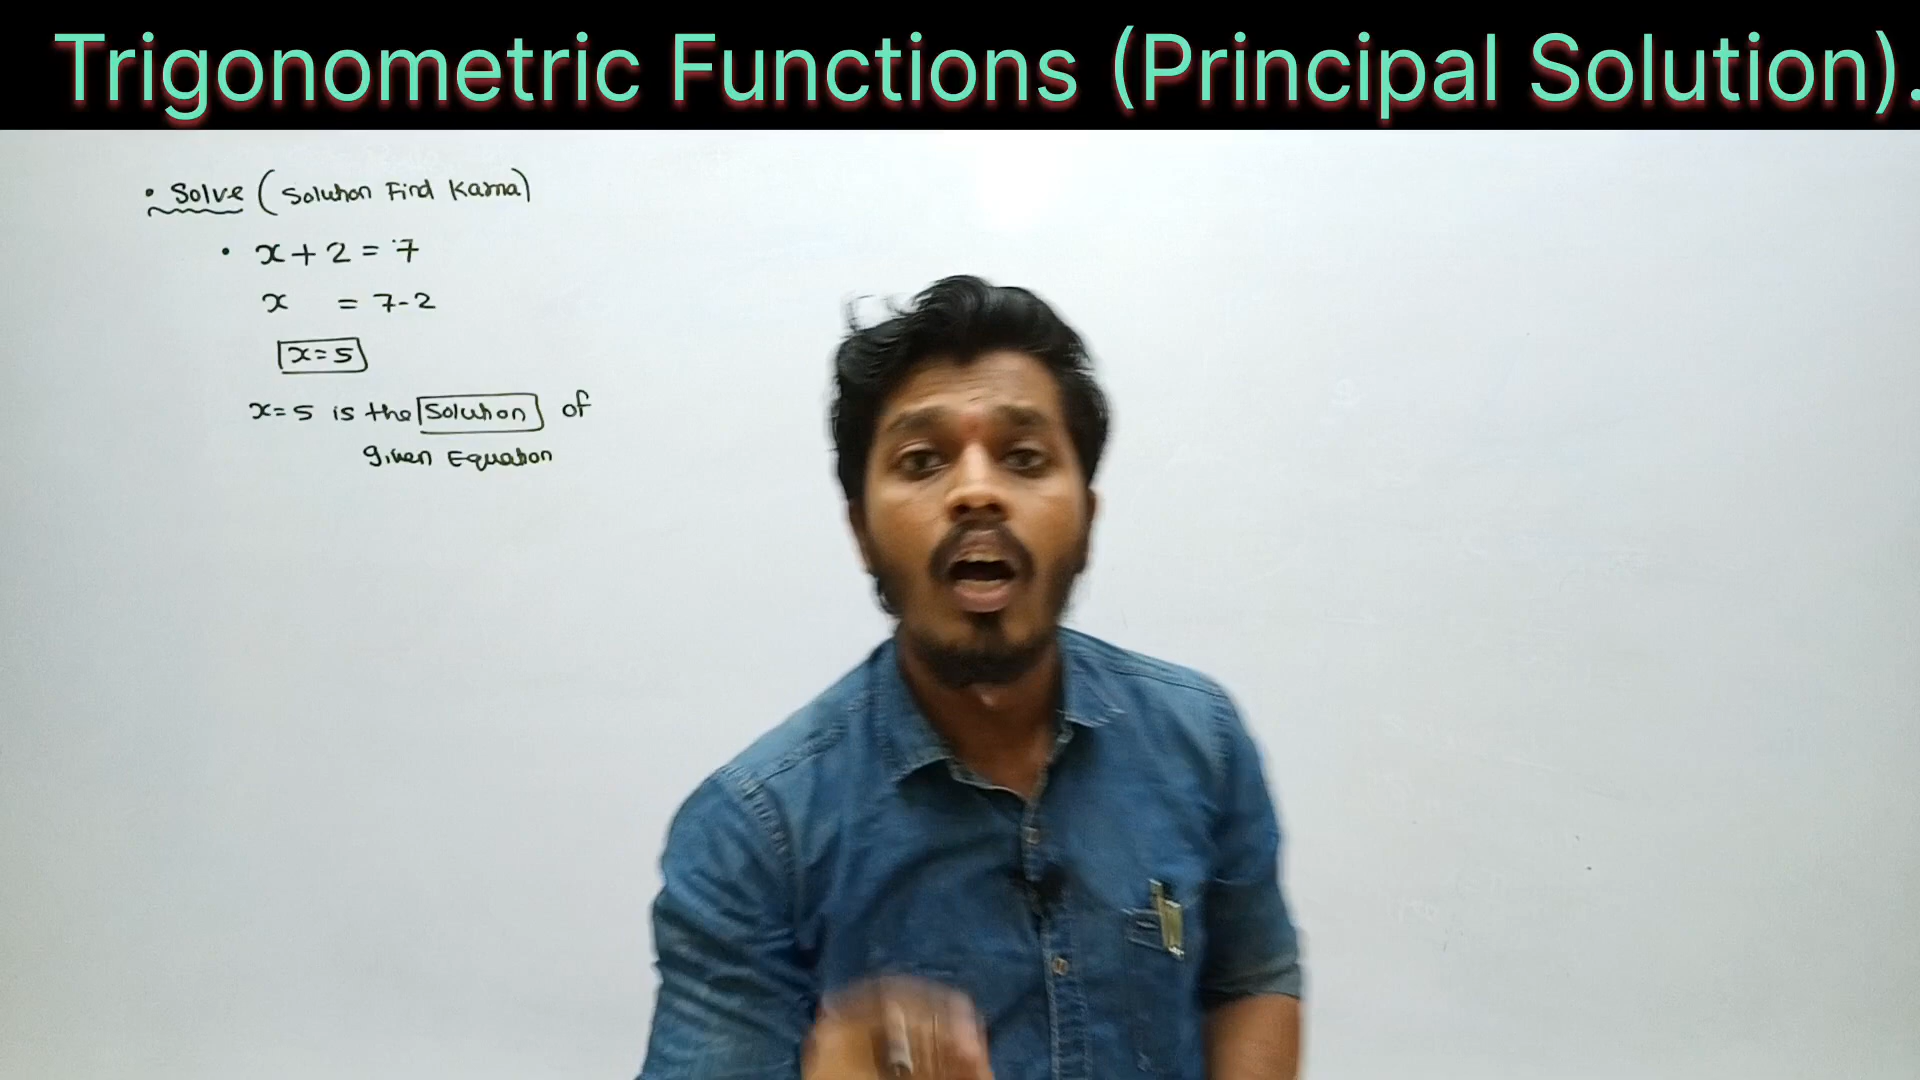 Trigonometric Functions (Principal Solution).
• Solve (Solution Find Karna)
• x + 2 = 7
x = 7-2
x = 5
x = 5 is the Solution of
given Equation